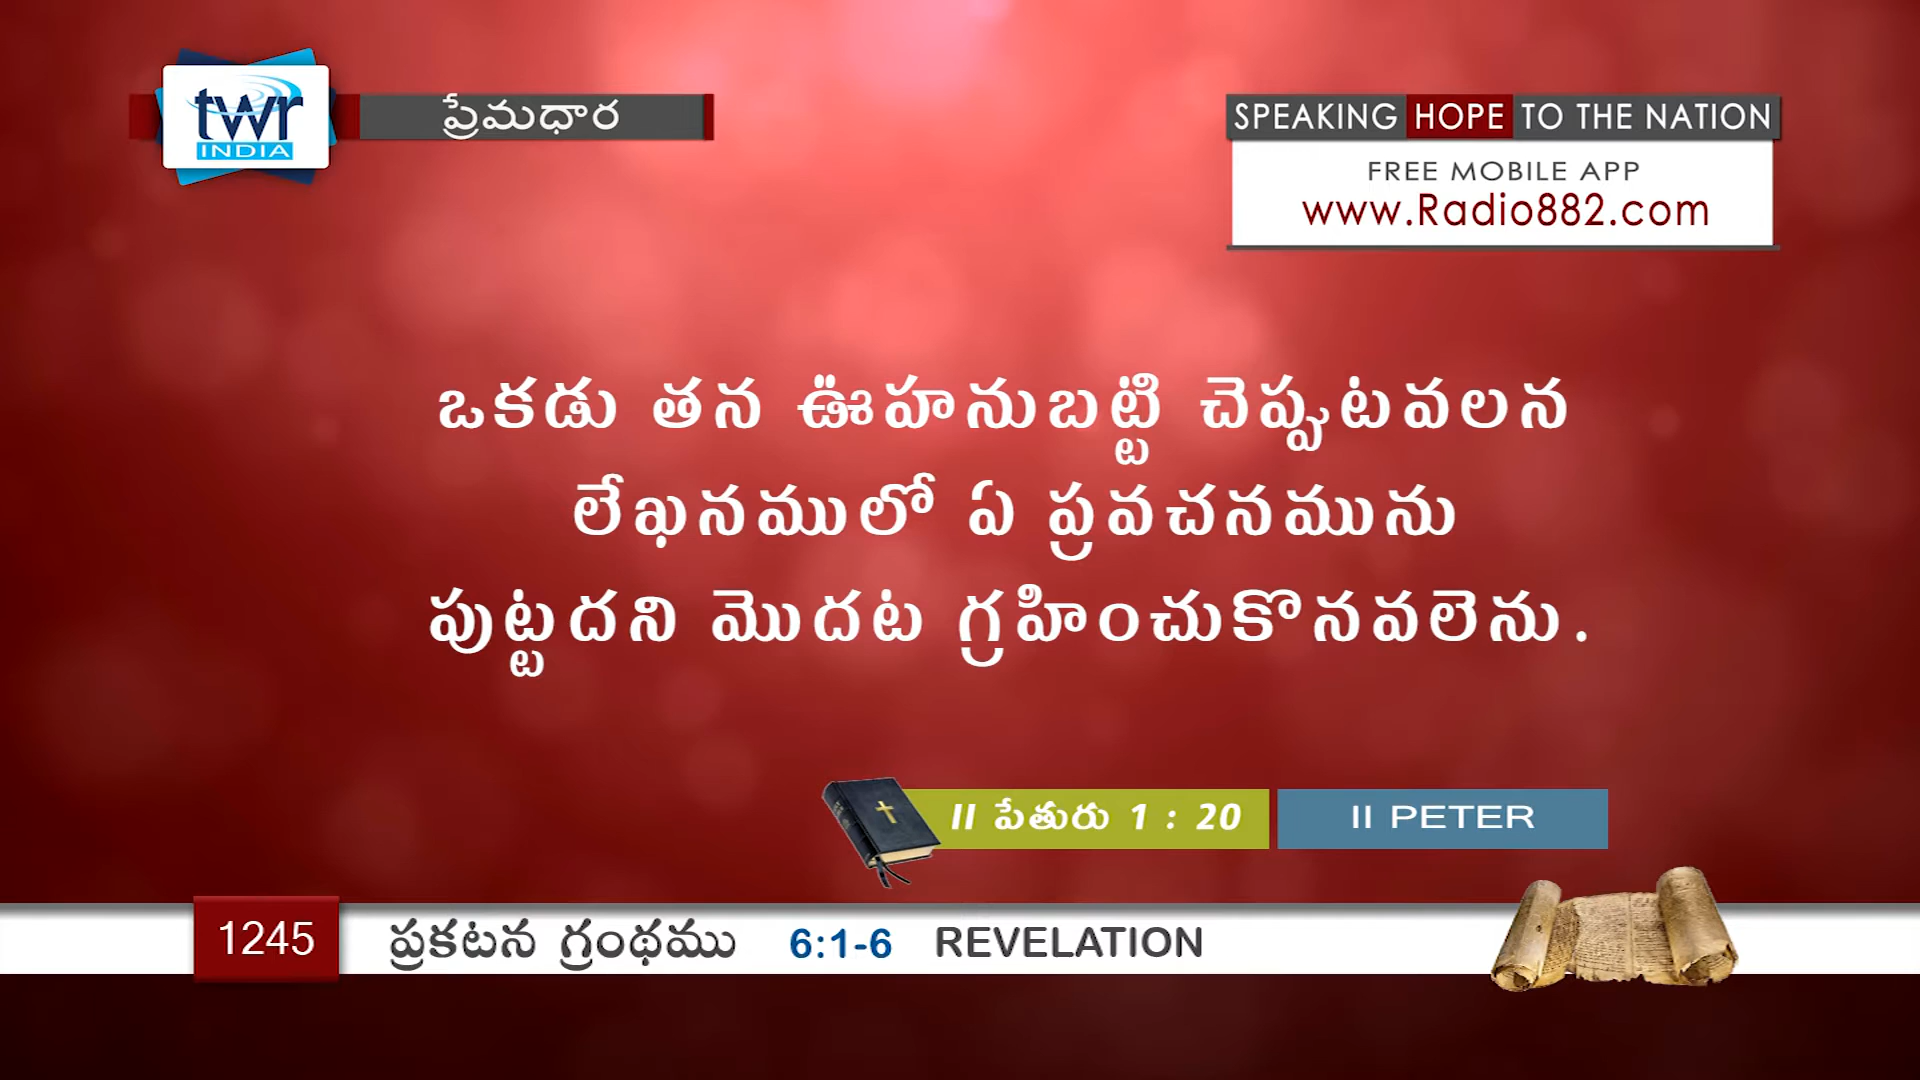 twr
INDIA
ప్రేమధార
SPEAKING HOPE TO THE NATION
FREE MOBILE APP
www.Radio882.com
ఒకడు తన ఊహనుబట్టి చెప్పుటవలన
లేఖనములో ఏ ప్రవచనమును
పుట్టదని మొదట గ్రహించుకొనవలెను.
II పేతురు 1 : 20
II PETER
1245
ప్రకటన గ్రంథము 6:1-6 REVELATION